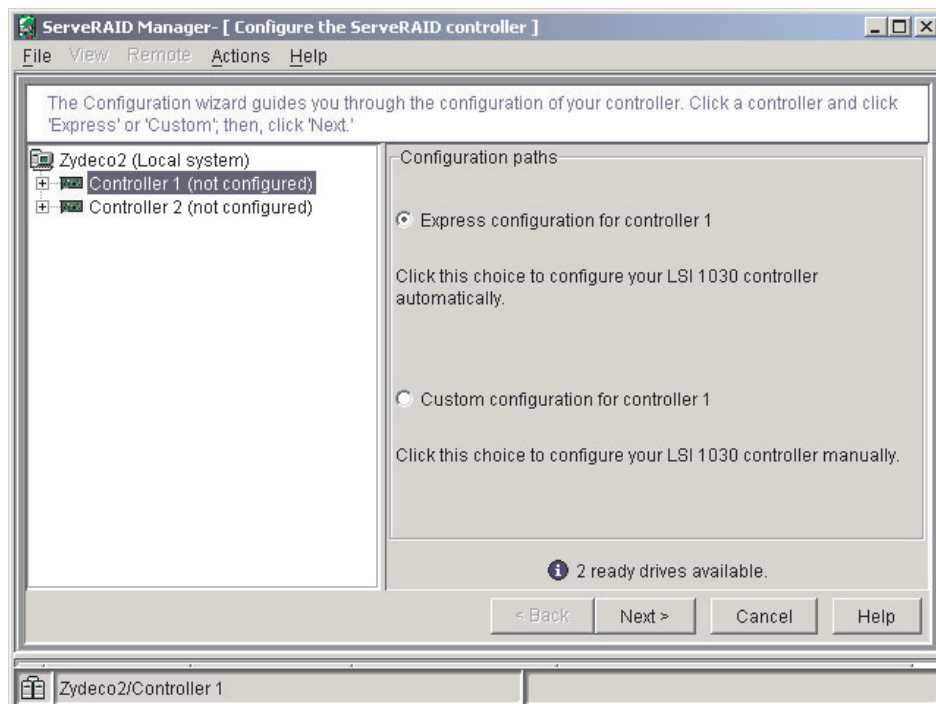 ServeRAID Manager- [ Configure the ServeRAID controller ]
File View Remote Actions Help
The Configuration wizard guides you through the configuration of your controller. Click a controller and click
'Express' or 'Custom'; then, click 'Next.'
Zydeco2 (Local system)
Controller 1 (not configured)
Controller 2 (not configured)
Configuration paths
Express configuration for controller 1
Click this choice to configure your LSI 1030 controller
automatically.
Custom configuration for controller 1
Click this choice to configure your LSI 1030 controller manually.
2 ready drives available.
< Back Next > Cancel Help
Zydeco2/Controller 1